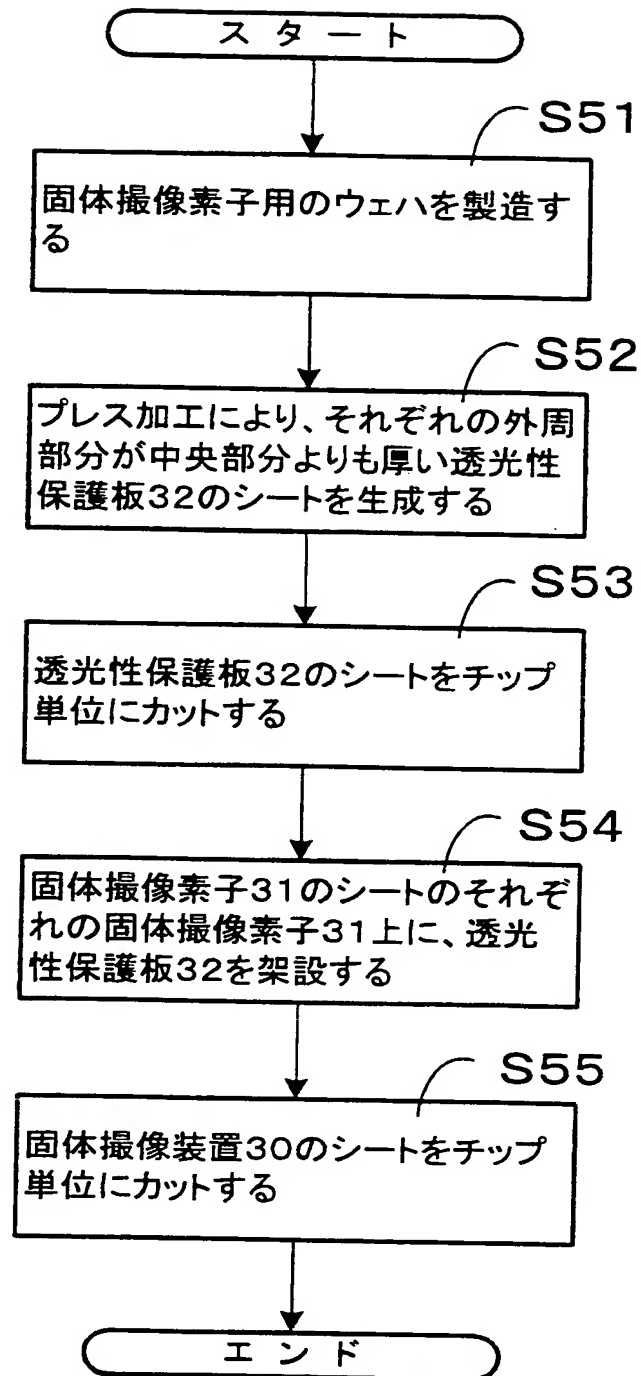 スタート
S51
固体撮像素子用のウェハを製造す
る
S52
プレス加工により、それぞれの外周
部分が中央部分よりも厚い透光性
保護板32のシートを生成する
S53
透光性保護板32のシートをチップ
単位にカットする
S54
固体撮像素子31のシートのそれぞ
れの固体撮像素子31上に、透光
性保護板32を架設する
S55
固体撮像装置30のシートをチップ
単位にカットする
エンド